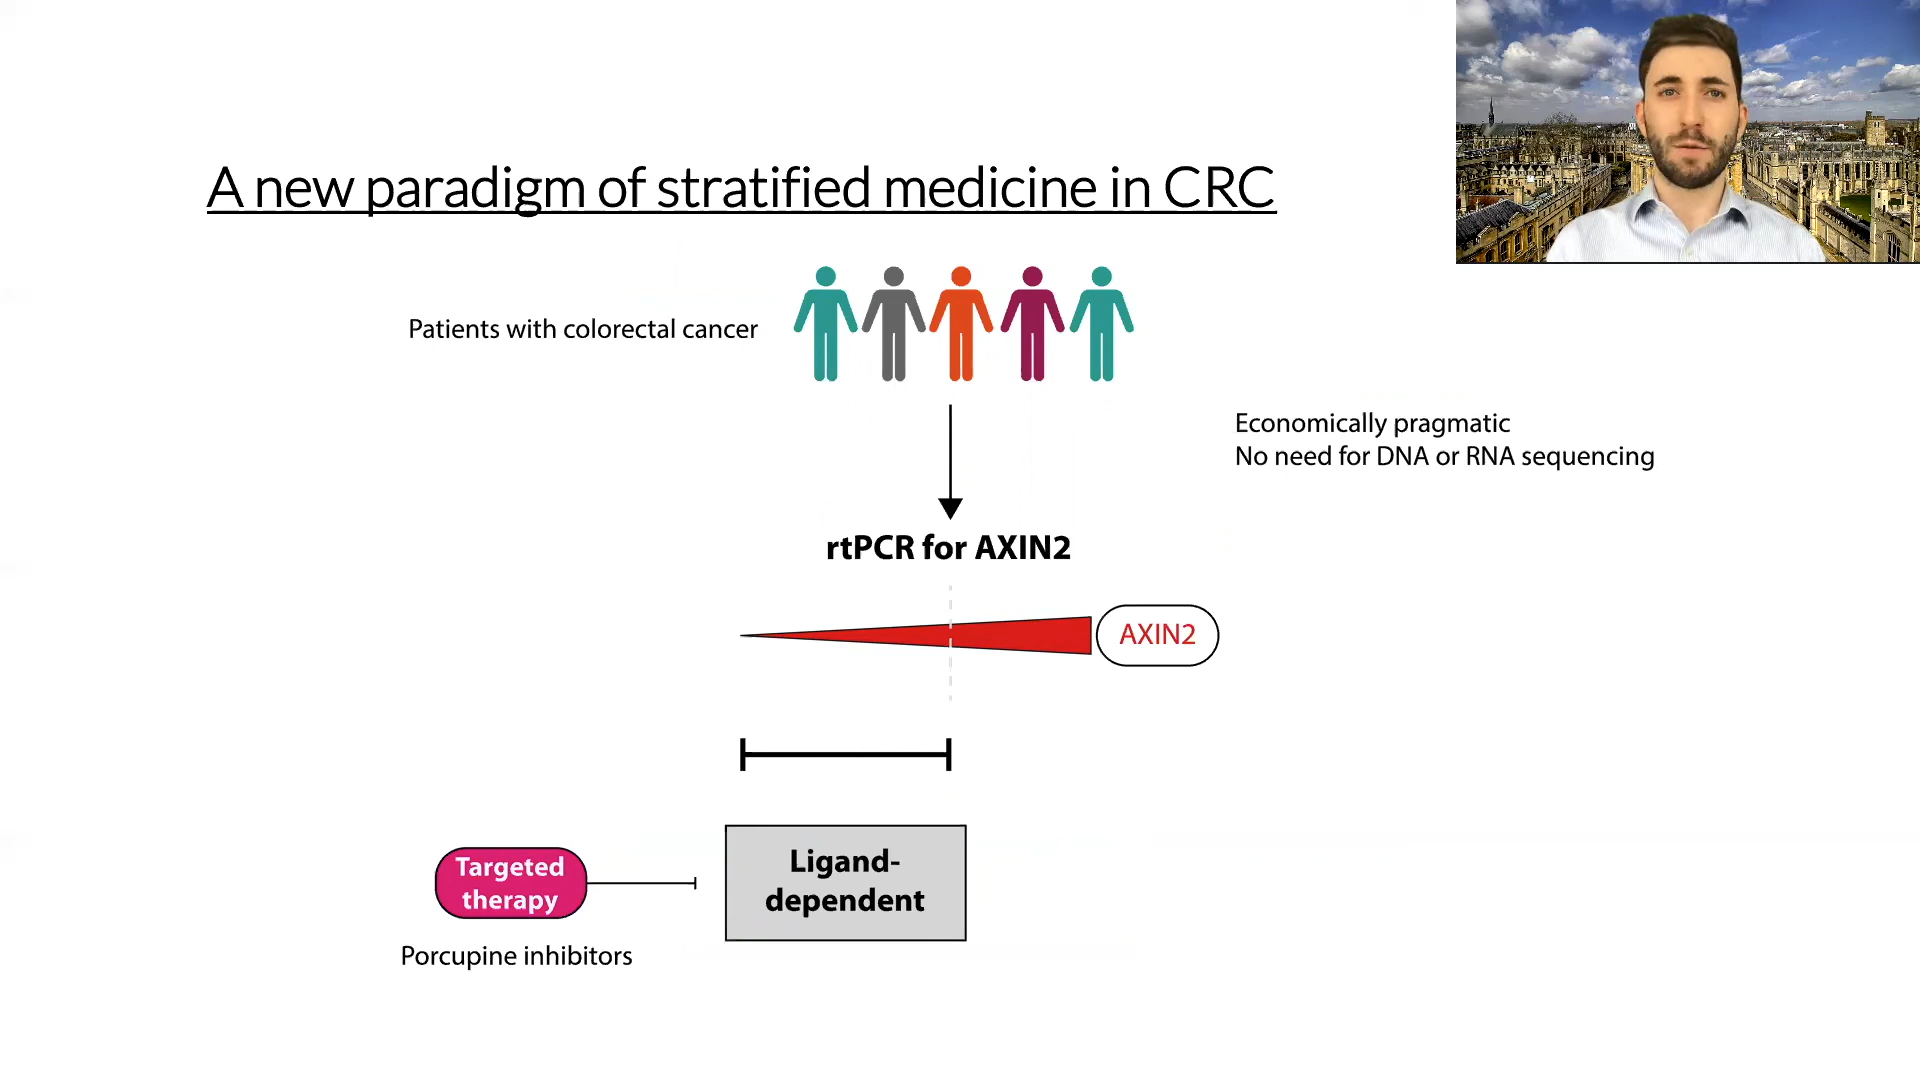 A new paradigm of stratified medicine in CRC
Patients with colorectal cancer
Economically pragmatic
No need for DNA or RNA sequencing
rtPCR for AXIN2
AXIN2
Ligand-
dependent
Targeted
therapy
Porcupine inhibitors